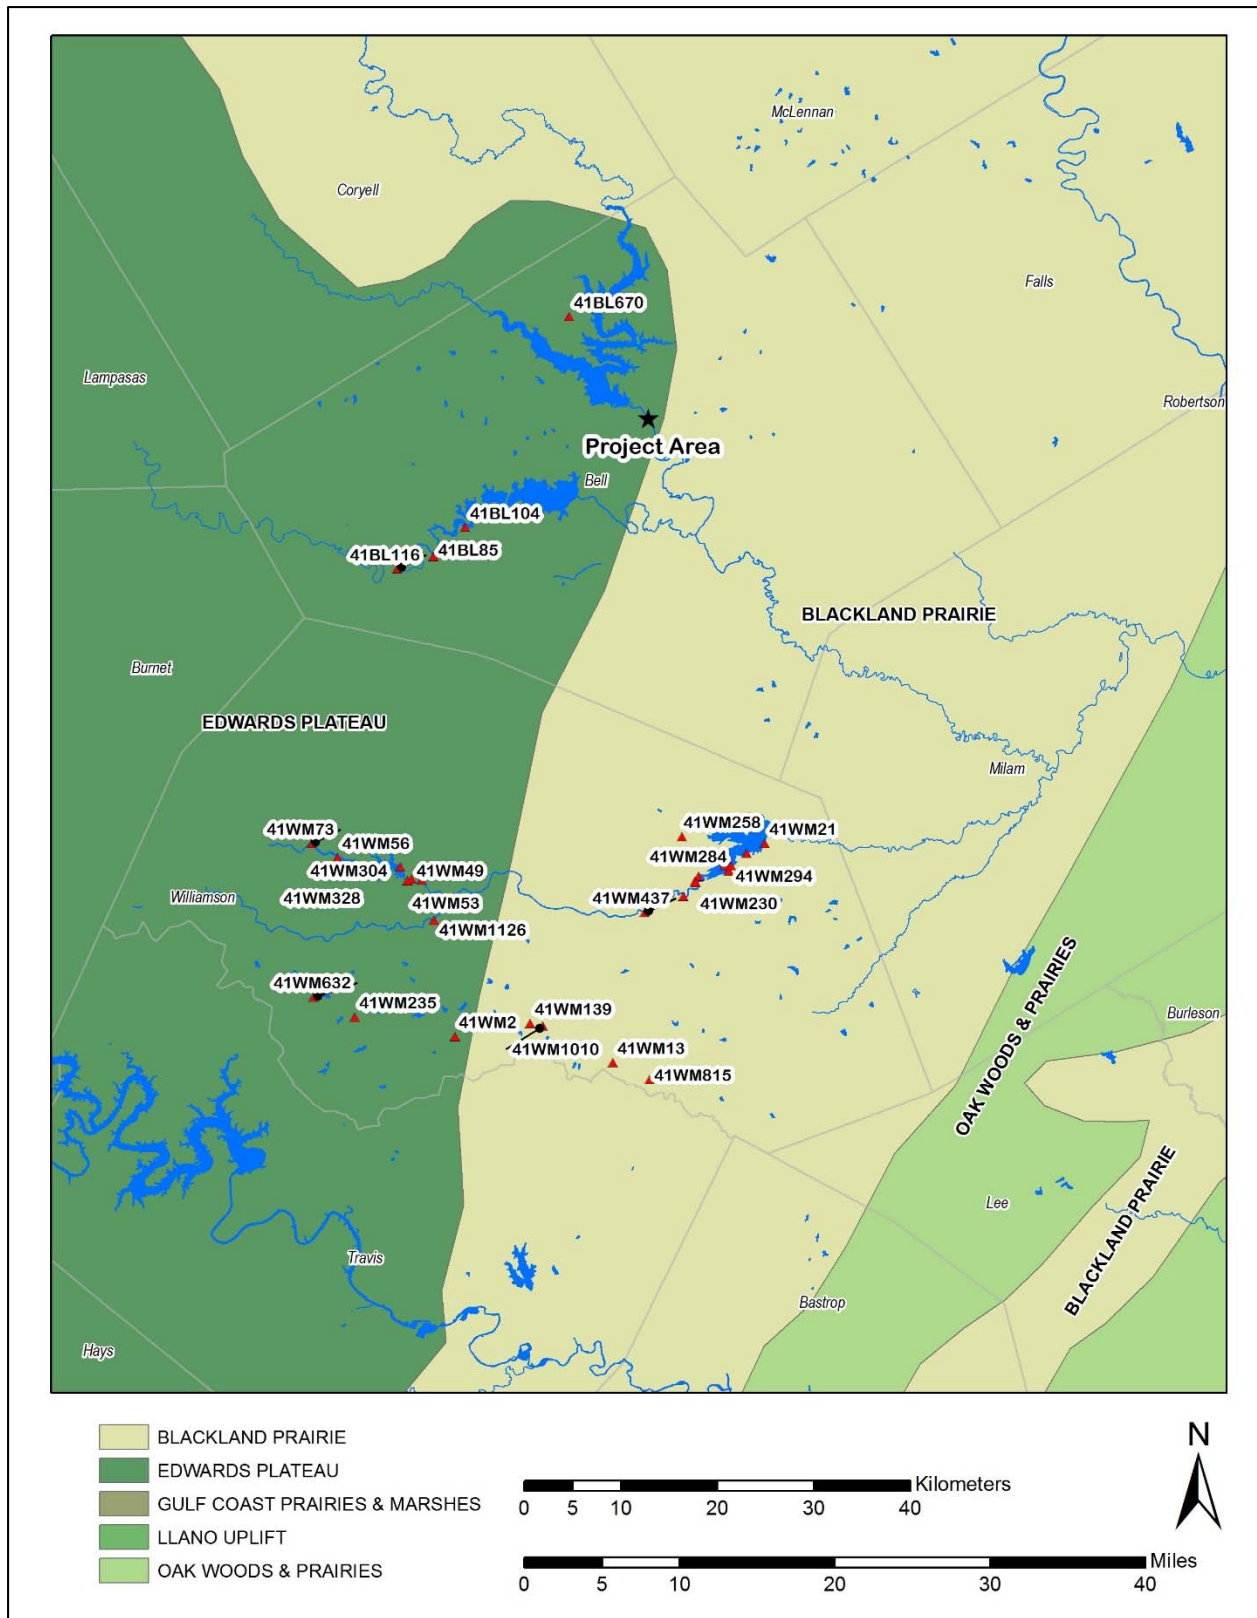 McLennan
Coryell
Falls
41BL670
Lampasas
Robertson
Project Area
Bell
41BL104
41BL116
41BL85
BLACKLAND PRAIRIE
Burnet
EDWARDS PLATEAU
Milam
41WM73
41WM56
41WM258
41WM21
41WM304
41WM49
41WM284
41WM294
Williamson
41WM328
41WM53
41WM437
41WM230
41WM1126
41WM632
41WM235
41WM2
41WM139
41WM1010
41WM13
41WM815
OAK WOODS & PRAIRIES
Burleson
BLACKLAND PRAIRIE
Lee
Travis
Bastrop
Hays
BLACKLAND PRAIRIE
EDWARDS PLATEAU
GULF COAST PRAIRIES & MARSHES
LLANO UPLIFT
OAK WOODS & PRAIRIES
Kilometers
0 5 10 20 30 40
Miles
0 5 10 20 30 40
N